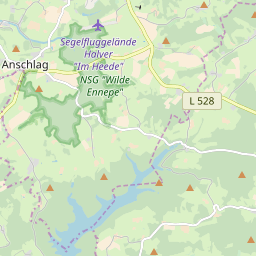 Segelfluggelände
Halver
"Im Heede"
Anschlag
NSG "Wilde
Ennepe"
L 528